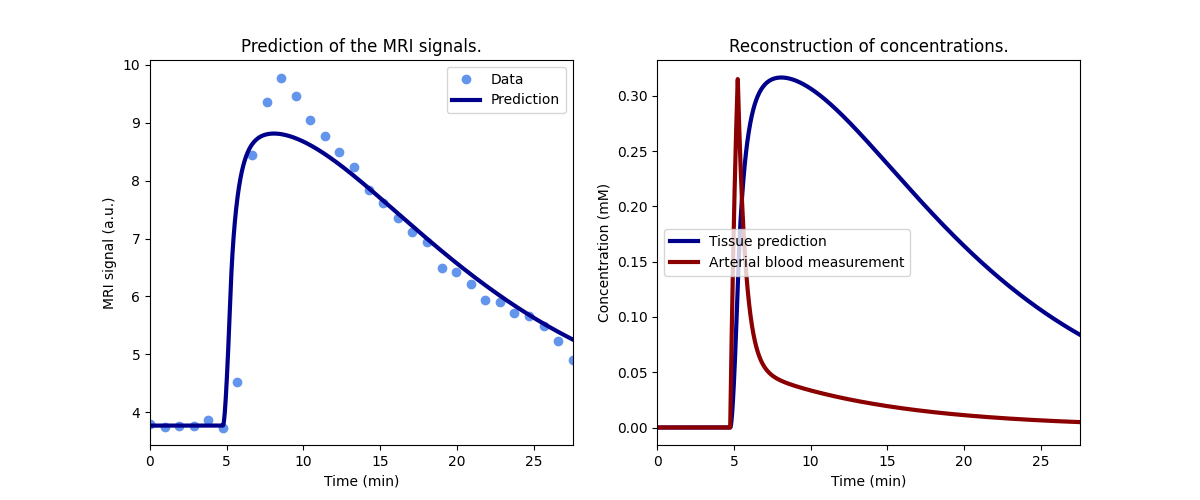 Prediction of the MRI signals.
MRI signal (a.u.)
10
9
8
7
6
5
4
Data
Prediction
0
5
10
15
20
25
Time (min)
Reconstruction of concentrations.
Concentration (mM)
0.30
0.25
0.20
0.15
0.10
0.05
0.00
Tissue prediction
Arterial blood measurement
0
5
10
15
20
25
Time (min)